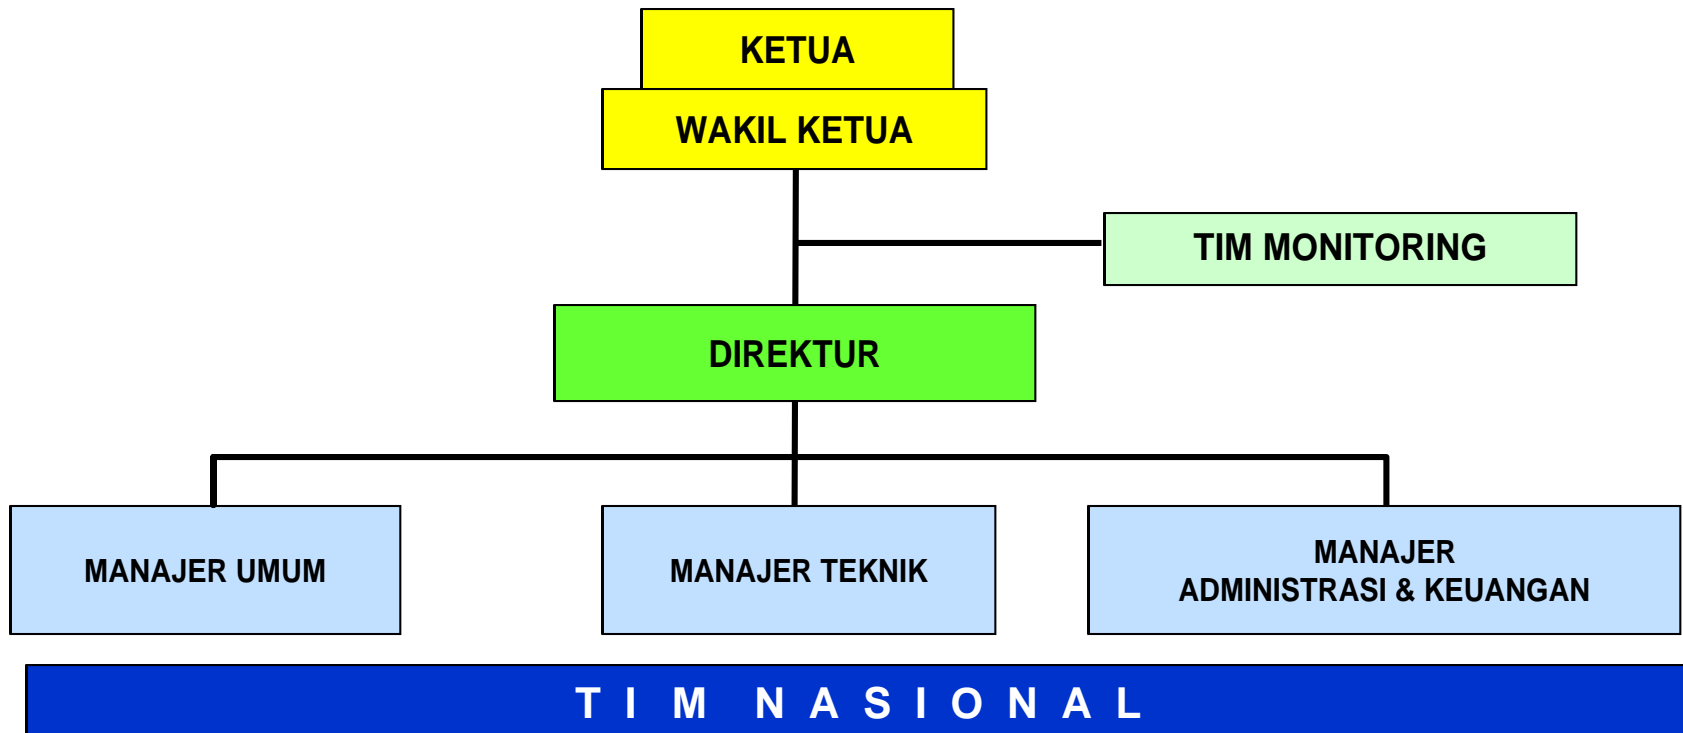 KETUA
WAKIL KETUA
TIM MONITORING
DIREKTUR
MANAJER UMUM
MANAJER TEKNIK
MANAJER
ADMINISTRASI & KEUANGAN
T I M N A S I O N A L